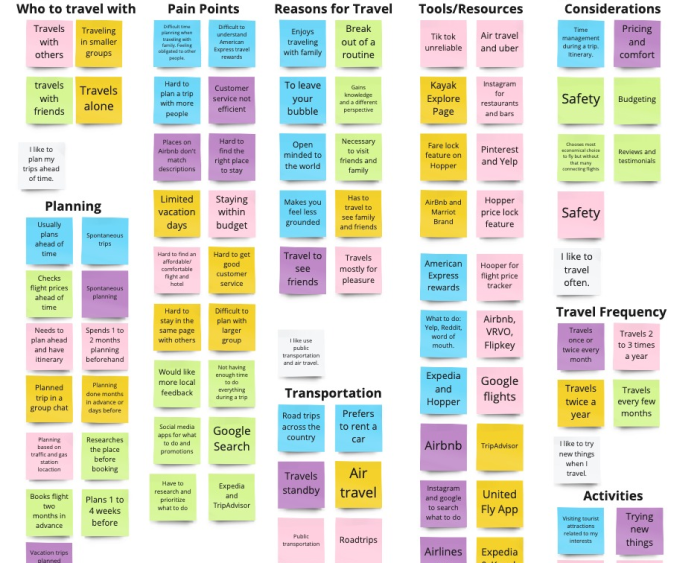 Who to travel with
Travels
with
others
Traveling
in smaller
groups
travels
with
friends
Travels
alone
I like to
plan my
trips ahead
of time.
Planning
Usually
plans
ahead of
time
Spontaneous
trips
Checks
flight prices
ahead of
time
Spontaneous
planning
Needs to
plan ahead
and have
itinerary
Spends 1 to
2 months
planning
beforehand
Planned
trip in a
group chat
Planning
done months
in advance or
days before
Planning
based on
traffic and gas
station
locaction
Researches
the place
before
booking
Books flight
two
months in
advance
Plans 1 to
4 weeks
before
Vacation trips
planned
Pain Points
Difficult time
planning when
traveling with
family. Feeling
obligated to other
people.
Difficult to
understand
American
Express travel
rewards
Hard to
plan a trip
with more
people
Customer
service not
efficient
Places on
Airbnb don't
match
descriptions
Hard to
find the
right place
to stay
Limited
vacation
days
Staying
within
budget
Hard to find an
affordable/
comfortable
flight and
hotel
Hard to get
good
customer
service
Hard to
stay in the
same page
with others
Difficult to
plan with
larger
group
Would like
more local
feedback
Not having
enough time to
do everything
during a trip
Social media
apps for what
to do and
promotions
Google
Search
Have to
research and
prioritize
what to do
Expedia
and
TripAdvisor
Reasons for Travel
Enjoys
traveling
with family
Break
out of a
routine
To leave
your
bubble
Gains
knowledge
and a different
perspective
Open
minded to
the world
Necessary
to visit
friends and
family
Makes you
feel less
grounded
Has to
travel to
see family
and friends
Travel to
see
friends
Travels
mostly for
pleasure
I like use
public
transportation
and air travel.
Transportation
Road trips
across the
country
Prefers
to rent a
car
Travels
standby
Air
travel
Public
transportation
Roadtrips
Tools/Resources
Tik tok
unreliable
Air travel
and uber
Kayak
Explore
Page
Instagram
for
restaurants
and bars
Fare lock
feature on
Hopper
Pinterest
and Yelp
AirBnb and
Marriot
Brand
Hopper
price lock
feature
American
Express
rewards
Hooper for
flight price
tracker
What to do:
Yelp, Reddit,
word of
mouth.
Airbnb,
VRVO,
Flipkey
Expedia
and
Hopper
Google
flights
Airbnb
TripAdvisor
Instagram
and google
to search
what to do
United
Fly App
Airlines
Expedia
Considerations
Time
management
during a trip.
Itinerary.
Pricing
and
comfort
Safety
Budgeting
Chooses most
economical choice
to fly but without
that many
connecting flights
Reviews and
testimonials
Safety
I like to
travel
often.
Travel Frequency
Travels
once or
twice every
month
Travels 2
to 3 times
a year
Travels
twice a
year
Travels
every few
months
I like to try
new things
when I
travel.
Activities
Visiting tourist
attractions
related to my
interests
Trying
new
things